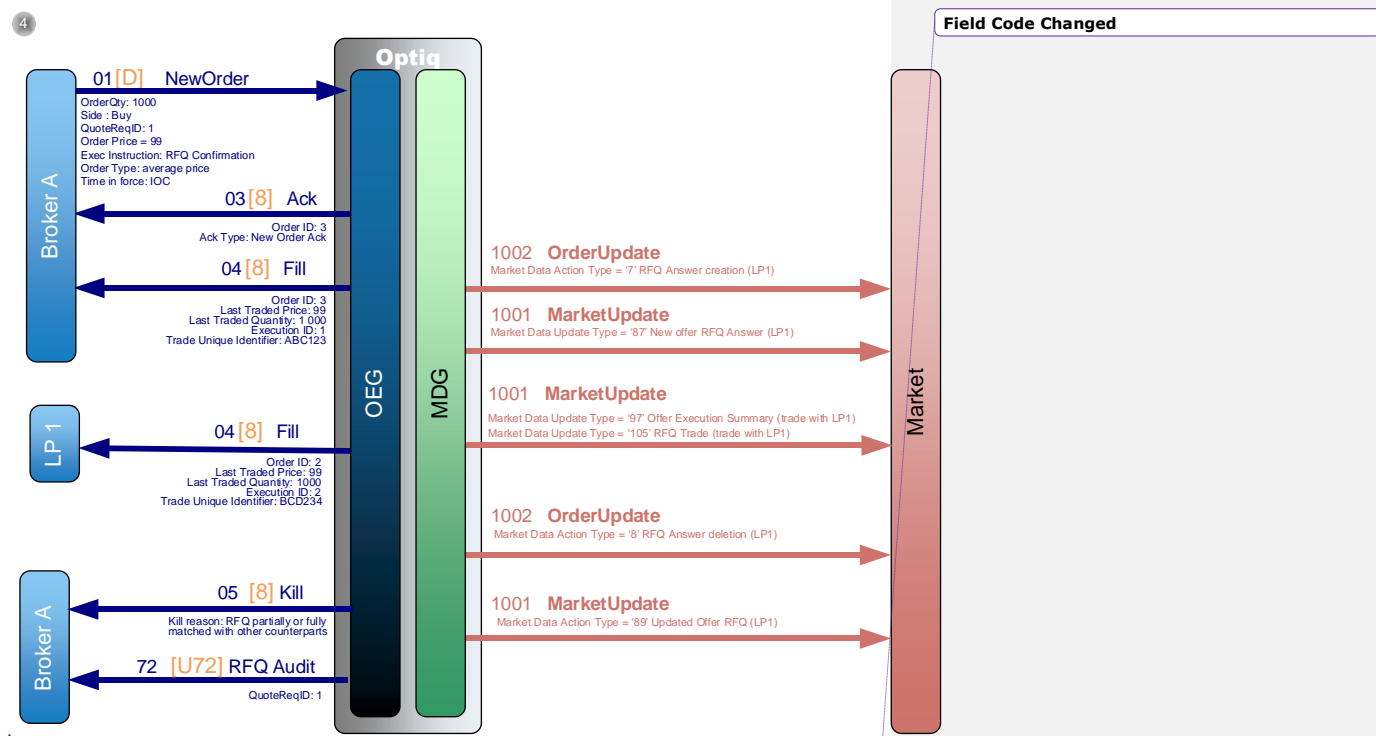 4
Field Code Changed
Optiq
01 [D] NewOrder
OrderQty: 1000
Side : Buy
QuoteReqID: 1
Order Price = 99
Exec Instruction: RFQ Confirmation
Order Type: average price
Time in force: IOC
Broker A
03 [8] Ack
Order ID: 3
Ack Type: New Order Ack
04 [8] Fill
Order ID: 3
Last Traded Price: 99
Last Traded Quantity: 1 000
Execution ID: 1
Trade Unique Identifier: ABC123
LP 1
04 [8] Fill
Order ID: 2
Last Traded Price: 99
Last Traded Quantity: 1000
Execution ID: 2
Trade Unique Identifier: BCD234
Broker A
05 [8] Kill
Kill reason: RFQ partially or fully
matched with other counterparts
72 [U72] RFQ Audit
QuoteReqID: 1
OEG
MDG
1002 OrderUpdate
Market Data Action Type = ‘7’ RFQ Answer creation (LP1)
1001 MarketUpdate
Market Data Update Type = ‘87’ New offer RFQ Answer (LP1)
1001 MarketUpdate
Market Data Update Type = ‘97’ Offer Execution Summary (trade with LP1)
Market Data Update Type = ‘105’ RFQ Trade (trade with LP1)
1002 OrderUpdate
Market Data Action Type = ‘8’ RFQ Answer deletion (LP1)
1001 MarketUpdate
Market Data Action Type = ‘89’ Updated Offer RFQ (LP1)
Market